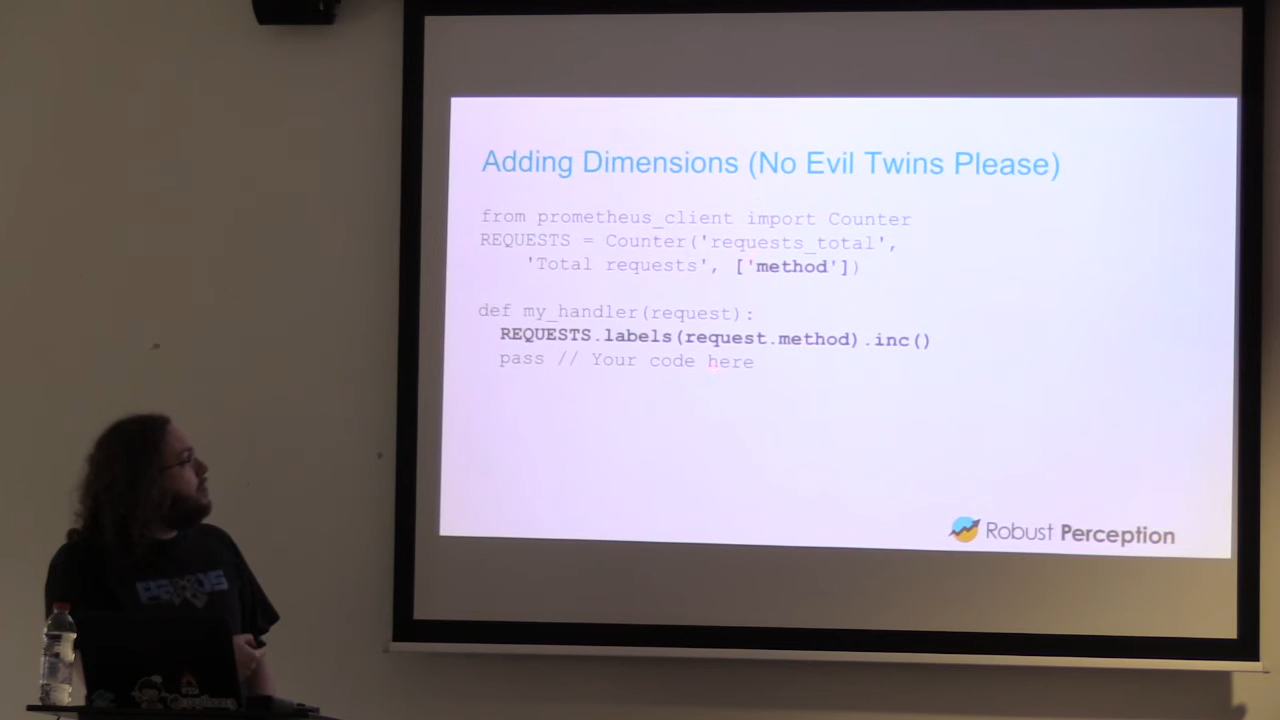 Adding Dimensions (No Evil Twins Please)
from prometheus_client import Counter
REQUESTS = Counter('requests_total',
'Total requests', ['method'])
def my_handler(request):
REQUESTS.labels(request.method).inc()
pass // Your code here
Robust Perception